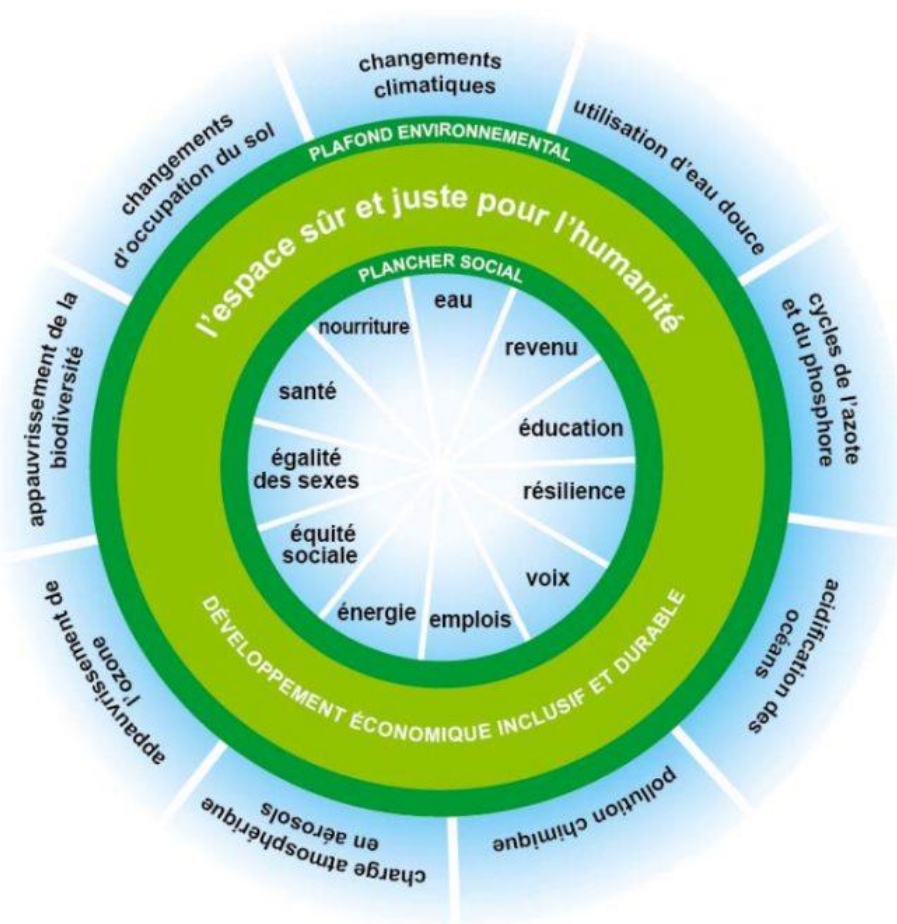 changements
climatiques
utilisation d'eau douce
cycles de l'azote
et du phosphore
acidification des
océans
pollution chimique
charge atmosphérique
en aérosols
appauvrissement de
l'ozone
appauvrissement de la
biodiversité
changements
d'occupation du sol
PLAFOND ENVIRONNEMENTAL
l'espace sûr et juste pour l'humanité
PLANCHER SOCIAL
eau
revenu
éducation
résilience
voix
emplois
énergie
équité
sociale
égalité
des sexes
santé
nourriture
DÉVELOPPEMENT ÉCONOMIQUE INCLUSIF ET DURABLE